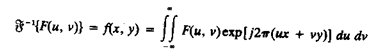 𝔉⁻¹{F(u, v)} = f(x, y) = ∬_{-∞}^{∞} F(u, v) exp[j2π(ux + vy)] du dv